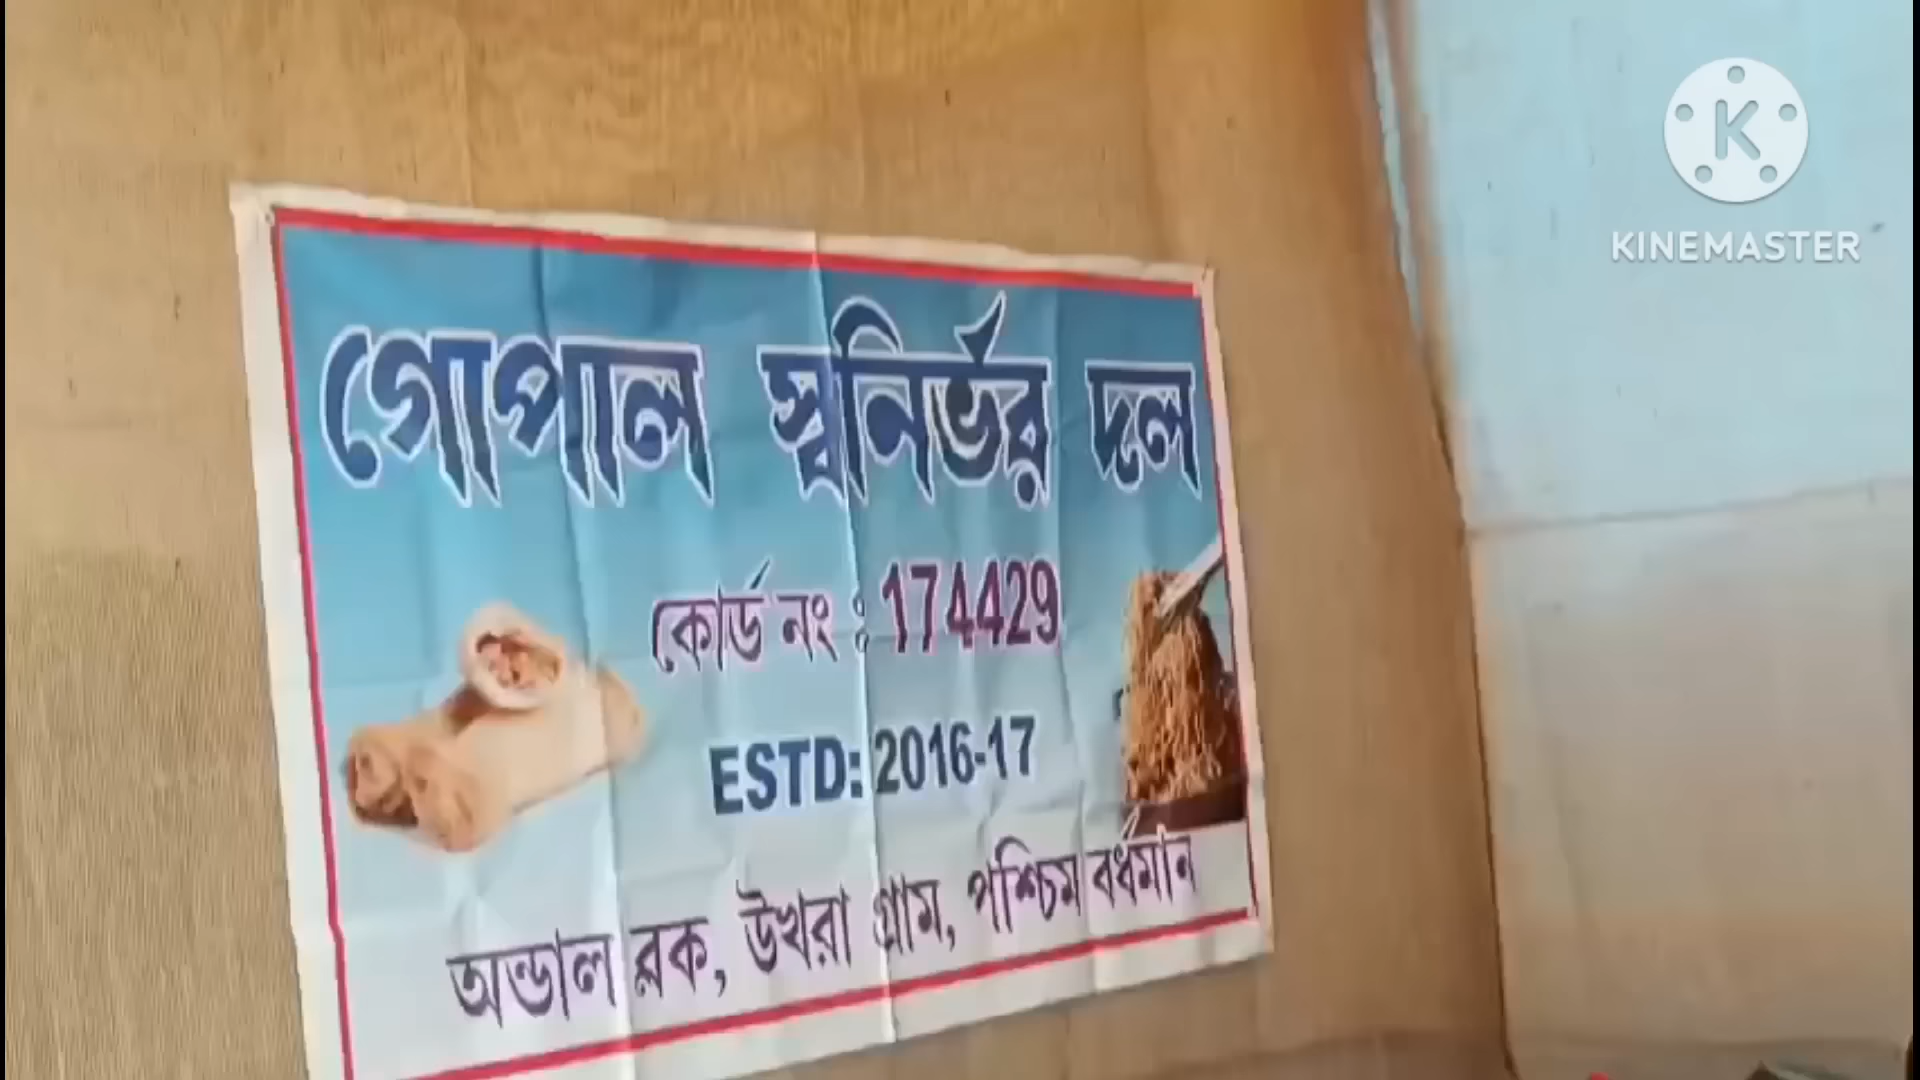 গোপাল স্বনির্ভর দল
কোর্ড নং : 174429
ESTD: 2016-17
অন্ডাল ব্লক, উখরা গ্রাম, পশ্চিম বর্ধমান
K
KINEMASTER